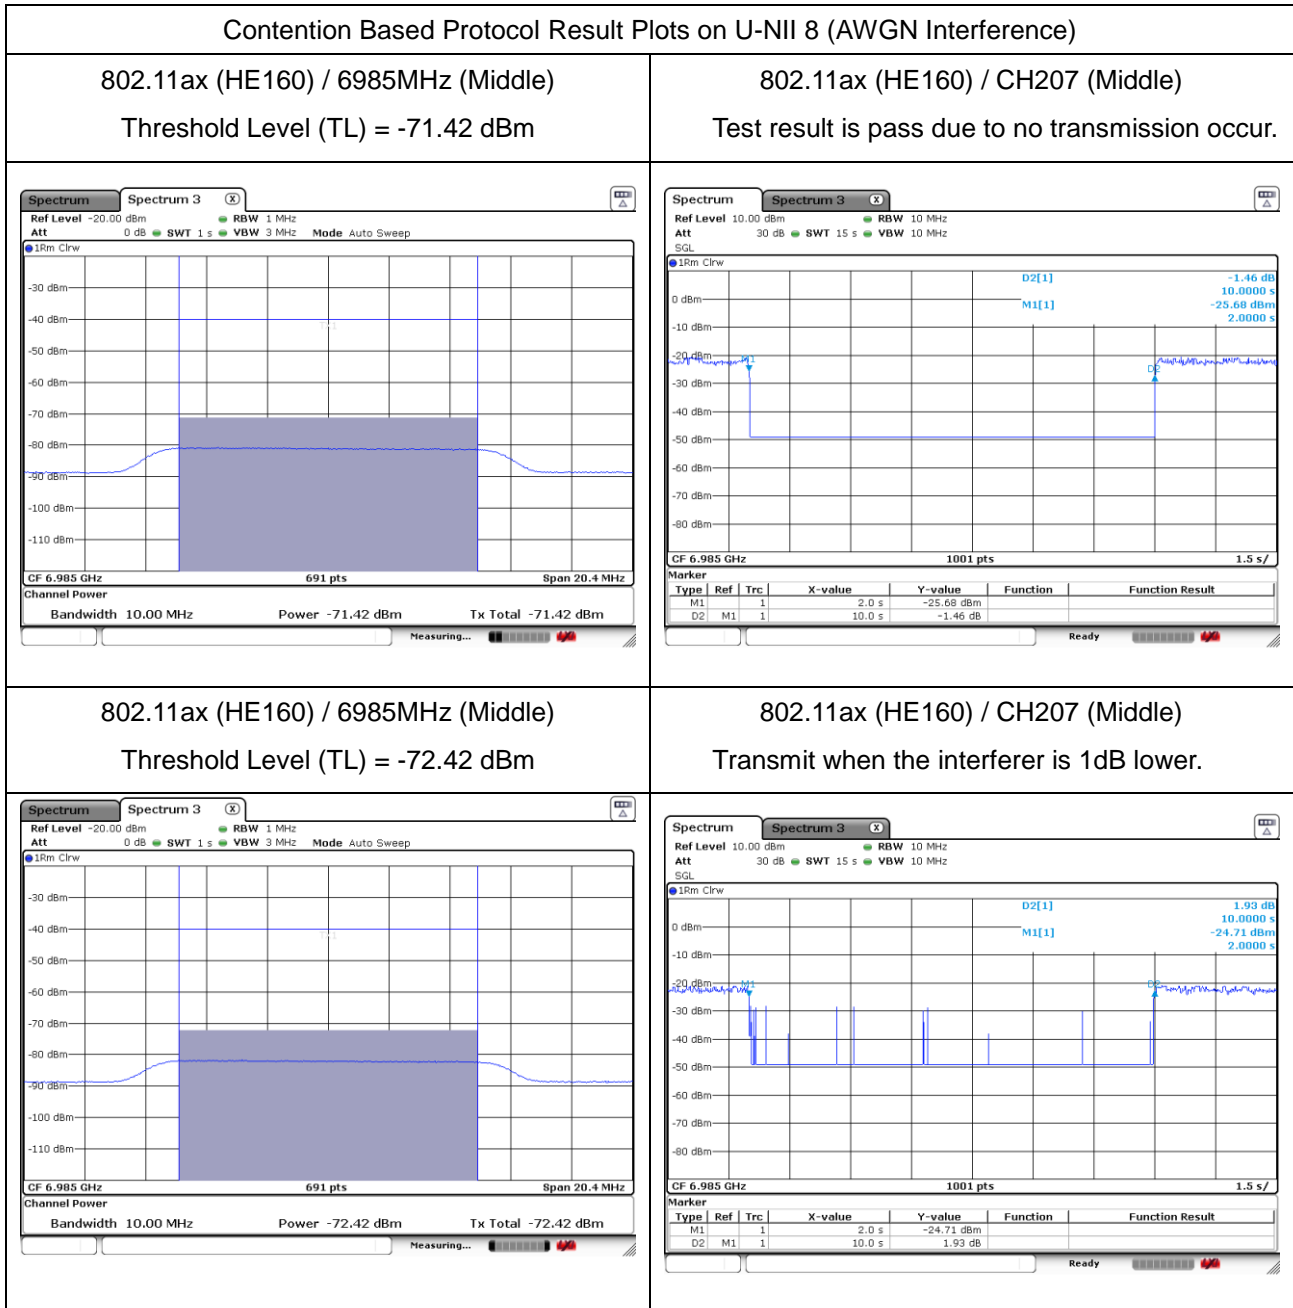 Contention Based Protocol Result Plots on U-NII 8 (AWGN Interference)
802.11ax (HE160) / 6985MHz (Middle)
Threshold Level (TL) = -71.42 dBm
802.11ax (HE160) / CH207 (Middle)
Test result is pass due to no transmission occur.
Spectrum Spectrum 3 X
Ref Level -20.00 dBm RBW 1 MHz
Att 0 dB SWT 1 s VBW 3 MHz Mode Auto Sweep
1Rm Clrw
-30 dBm
-40 dBm
-50 dBm
-60 dBm
-70 dBm
-80 dBm
-90 dBm
-100 dBm
-110 dBm
CF 6.985 GHz 691 pts Span 20.4 MHz
Channel Power
Bandwidth 10.00 MHz Power -71.42 dBm Tx Total -71.42 dBm
Measuring...
Spectrum Spectrum 3 X
Ref Level 10.00 dBm RBW 10 MHz
Att 30 dB SWT 15 s VBW 10 MHz
SGL
1Rm Clrw
D2[1] -1.46 dB
10.0000 s
M1[1] -25.68 dBm
2.0000 s
0 dBm
-10 dBm
-20 dBm
M1
D2
-30 dBm
-40 dBm
-50 dBm
-60 dBm
-70 dBm
-80 dBm
CF 6.985 GHz 1001 pts 1.5 s/
Marker
Type Ref Trc X-value Y-value Function Function Result
M1 1 2.0 s -25.68 dBm
D2 M1 1 10.0 s -1.46 dB
Ready
802.11ax (HE160) / 6985MHz (Middle)
Threshold Level (TL) = -72.42 dBm
802.11ax (HE160) / CH207 (Middle)
Transmit when the interferer is 1dB lower.
Spectrum Spectrum 3 X
Ref Level -20.00 dBm RBW 1 MHz
Att 0 dB SWT 1 s VBW 3 MHz Mode Auto Sweep
1Rm Clrw
-30 dBm
-40 dBm
-50 dBm
-60 dBm
-70 dBm
-80 dBm
-90 dBm
-100 dBm
-110 dBm
CF 6.985 GHz 691 pts Span 20.4 MHz
Channel Power
Bandwidth 10.00 MHz Power -72.42 dBm Tx Total -72.42 dBm
Measuring...
Spectrum Spectrum 3 X
Ref Level 10.00 dBm RBW 10 MHz
Att 30 dB SWT 15 s VBW 10 MHz
SGL
1Rm Clrw
D2[1] 1.93 dB
10.0000 s
M1[1] -24.71 dBm
2.0000 s
0 dBm
-10 dBm
-20 dBm
M1
D2
-30 dBm
-40 dBm
-50 dBm
-60 dBm
-70 dBm
-80 dBm
CF 6.985 GHz 1001 pts 1.5 s/
Marker
Type Ref Trc X-value Y-value Function Function Result
M1 1 2.0 s -24.71 dBm
D2 M1 1 10.0 s 1.93 dB
Ready